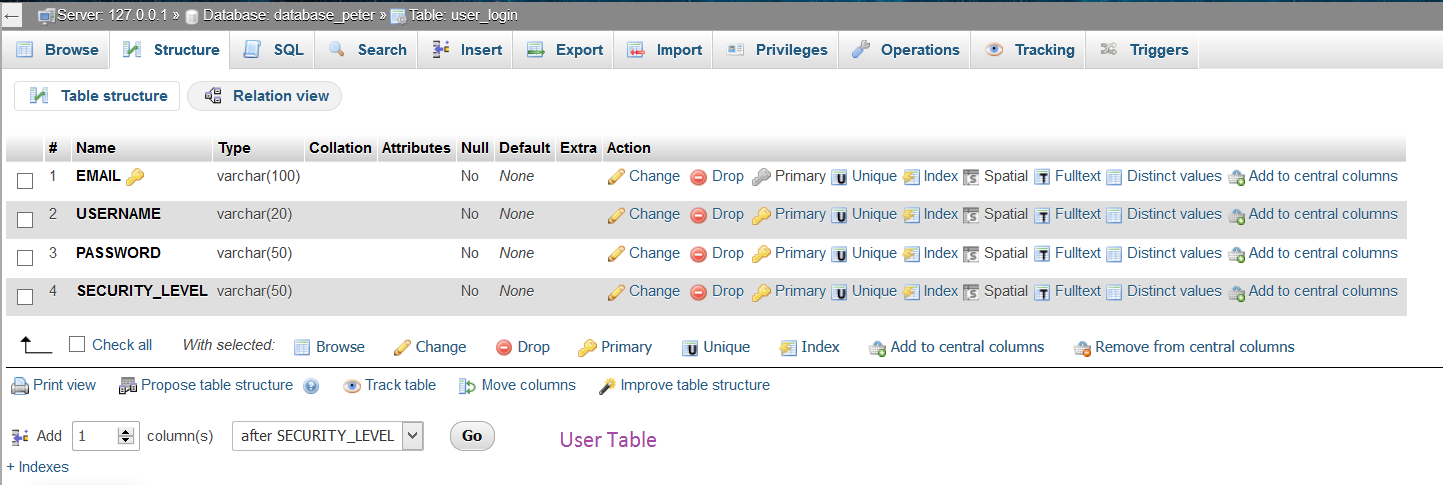 Server: 127.0.0.1 » Database: database_peter » Table: user_login
Browse Structure SQL Search Insert Export Import Privileges Operations Tracking Triggers
Table structure Relation view
# Name Type Collation Attributes Null Default Extra Action
1 EMAIL varchar(100) No None Change Drop Primary Unique Index Spatial Fulltext Distinct values Add to central columns
2 USERNAME varchar(20) No None Change Drop Primary Unique Index Spatial Fulltext Distinct values Add to central columns
3 PASSWORD varchar(50) No None Change Drop Primary Unique Index Spatial Fulltext Distinct values Add to central columns
4 SECURITY_LEVEL varchar(50) No None Change Drop Primary Unique Index Spatial Fulltext Distinct values Add to central columns
Check all With selected: Browse Change Drop Primary Unique Index Add to central columns Remove from central columns
Print view Propose table structure Track table Move columns Improve table structure
Add 1 column(s) after SECURITY_LEVEL Go User Table
+ Indexes